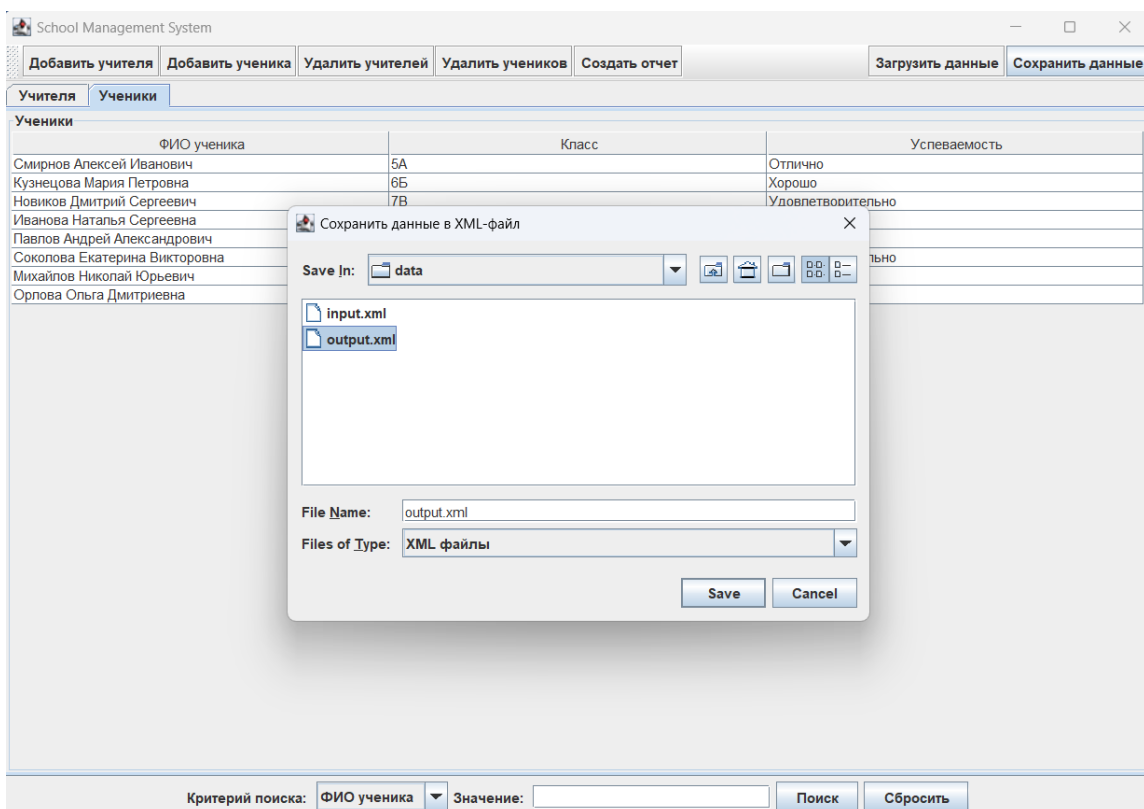 School Management System
Добавить учителя Добавить ученика Удалить учителей Удалить учеников Создать отчет Загрузить данные Сохранить данные
Учителя Ученики
Ученики
ФИО ученика Класс Успеваемость
Смирнов Алексей Иванович 5А Отлично
Кузнецова Мария Петровна 6Б Хорошо
Новиков Дмитрий Сергеевич 7В Удовлетворительно
Иванова Наталья Сергеевна
Павлов Андрей Александрович
Соколова Екатерина Викторовна
Михайлов Николай Юрьевич
Орлова Ольга Дмитриевна
Сохранить данные в XML-файл
Save In: data
input.xml
output.xml
File Name: output.xml
Files of Type: XML файлы
Save Cancel
Критерий поиска: ФИО ученика Значение: Поиск Сбросить